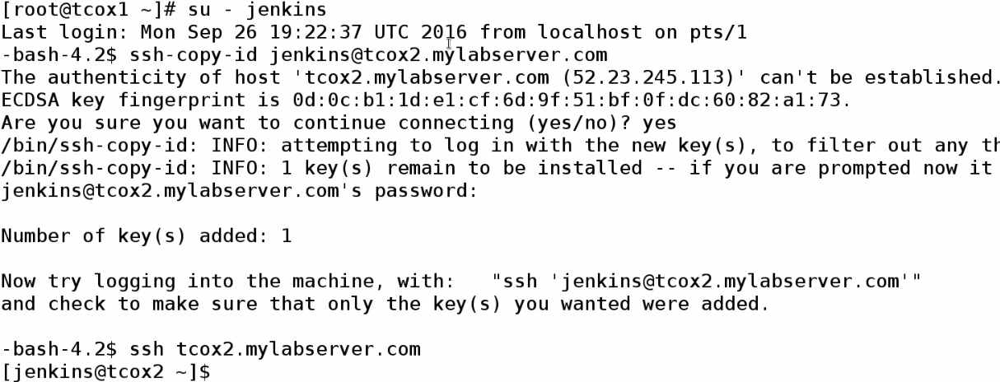 [root@tcox1 ~]# su - jenkins
Last login: Mon Sep 26 19:22:37 UTC 2016 from localhost on pts/1
-bash-4.2$ ssh-copy-id jenkins@tcox2.mylabserver.com
The authenticity of host 'tcox2.mylabserver.com (52.23.245.113)' can't be established.
ECDSA key fingerprint is 0d:0c:b1:1d:e1:cf:6d:9f:51:bf:0f:dc:60:82:a1:73.
Are you sure you want to continue connecting (yes/no)? yes
/bin/ssh-copy-id: INFO: attempting to log in with the new key(s), to filter out any th
/bin/ssh-copy-id: INFO: 1 key(s) remain to be installed -- if you are prompted now it
jenkins@tcox2.mylabserver.com's password:
Number of key(s) added: 1
Now try logging into the machine, with:   "ssh 'jenkins@tcox2.mylabserver.com'"
and check to make sure that only the key(s) you wanted were added.
-bash-4.2$ ssh tcox2.mylabserver.com
[jenkins@tcox2 ~]$